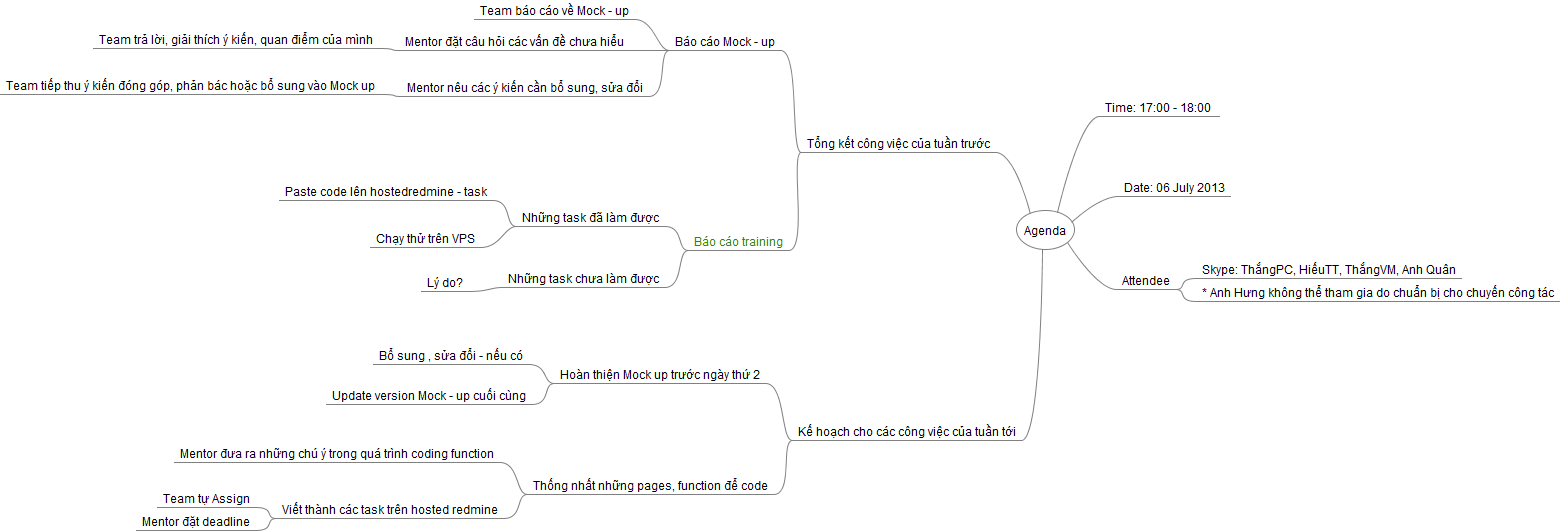 Agenda
Time: 17:00 - 18:00
Date: 06 July 2013
Attendee
Skype: ThắngPC, HiếuTT, ThắngVM, Anh Quân
* Anh Hưng không thể tham gia do chuẩn bị cho chuyến công tác
Tổng kết công việc của tuần trước
Báo cáo Mock - up
Team báo cáo về Mock - up
Mentor đặt câu hỏi các vấn đề chưa hiểu
Team trả lời, giải thích ý kiến, quan điểm của mình
Mentor nêu các ý kiến cần bổ sung, sửa đổi
Team tiếp thu ý kiến đóng góp, phản bác hoặc bổ sung vào Mock up
Báo cáo training
Những task đã làm được
Paste code lên hostedredmine - task
Chạy thử trên VPS
Những task chưa làm được
Lý do?
Kế hoạch cho các công việc của tuần tới
Hoàn thiện Mock up trước ngày thứ 2
Bổ sung , sửa đổi - nếu có
Update version Mock - up cuối cùng
Thống nhất những pages, function để code
Mentor đưa ra những chú ý trong quá trình coding function
Viết thành các task trên hosted redmine
Team tự Assign
Mentor đặt deadline